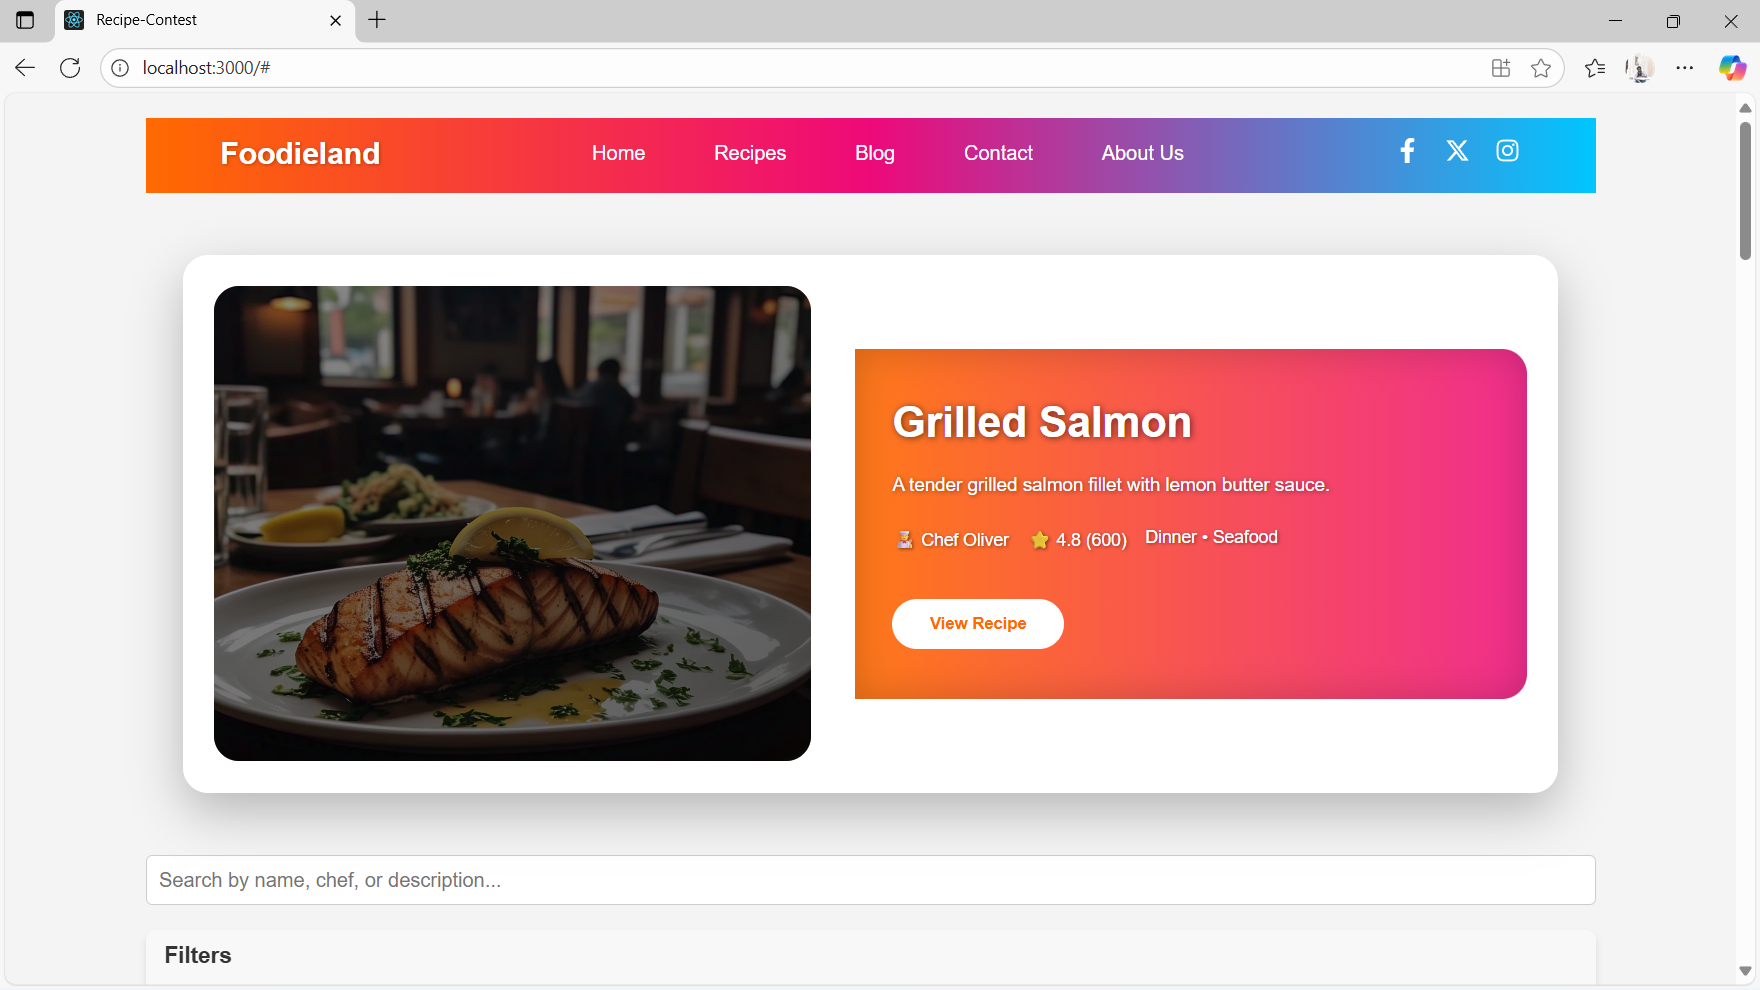 Recipe-Contest
localhost:3000/#
Foodieland Home Recipes Blog Contact About Us
Grilled Salmon
A tender grilled salmon fillet with lemon butter sauce.
Chef Oliver 4.8 (600) Dinner • Seafood
View Recipe
Search by name, chef, or description...
Filters